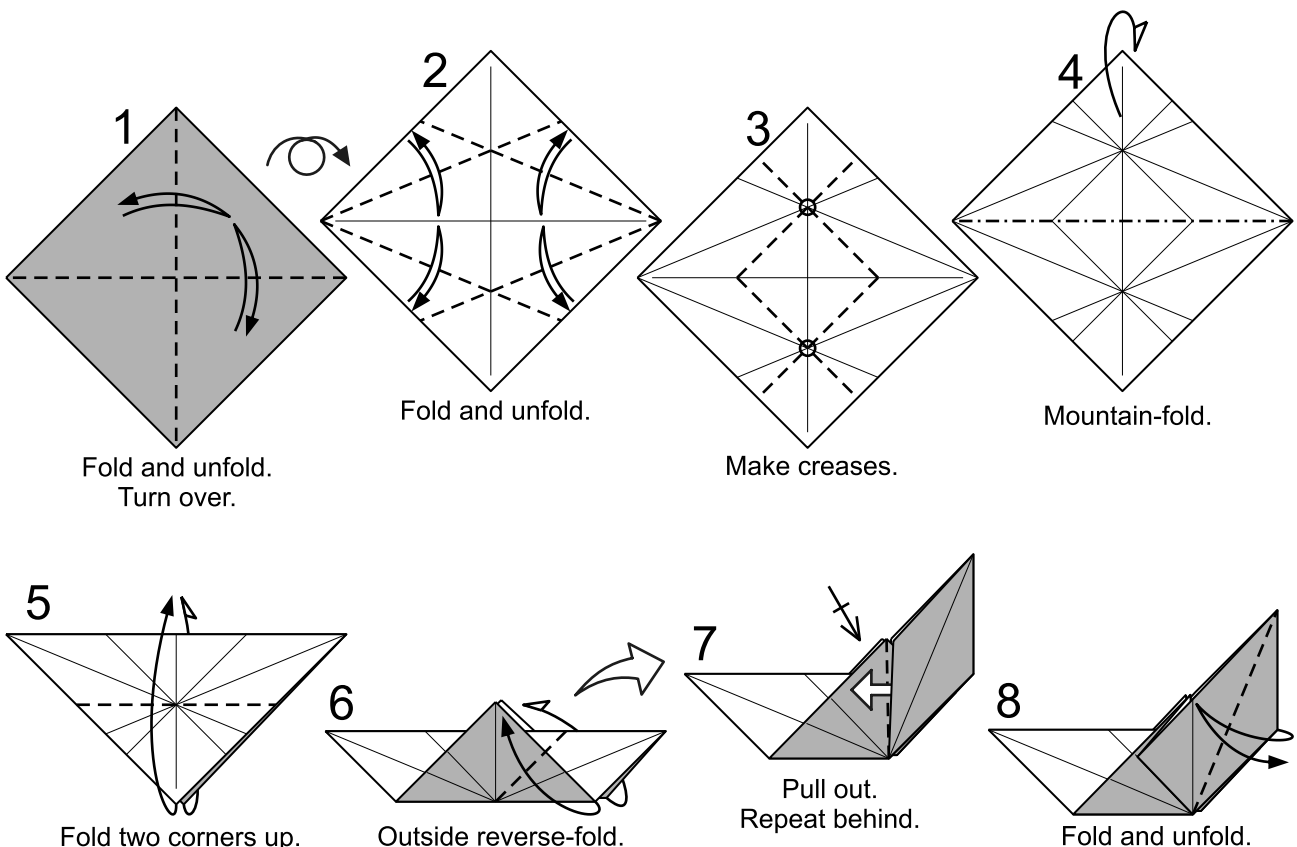 1
Fold and unfold.
Turn over.
2
Fold and unfold.
3
Make creases.
4
Mountain-fold.
5
Fold two corners up.
6
Outside reverse-fold.
7
Pull out.
Repeat behind.
8
Fold and unfold.